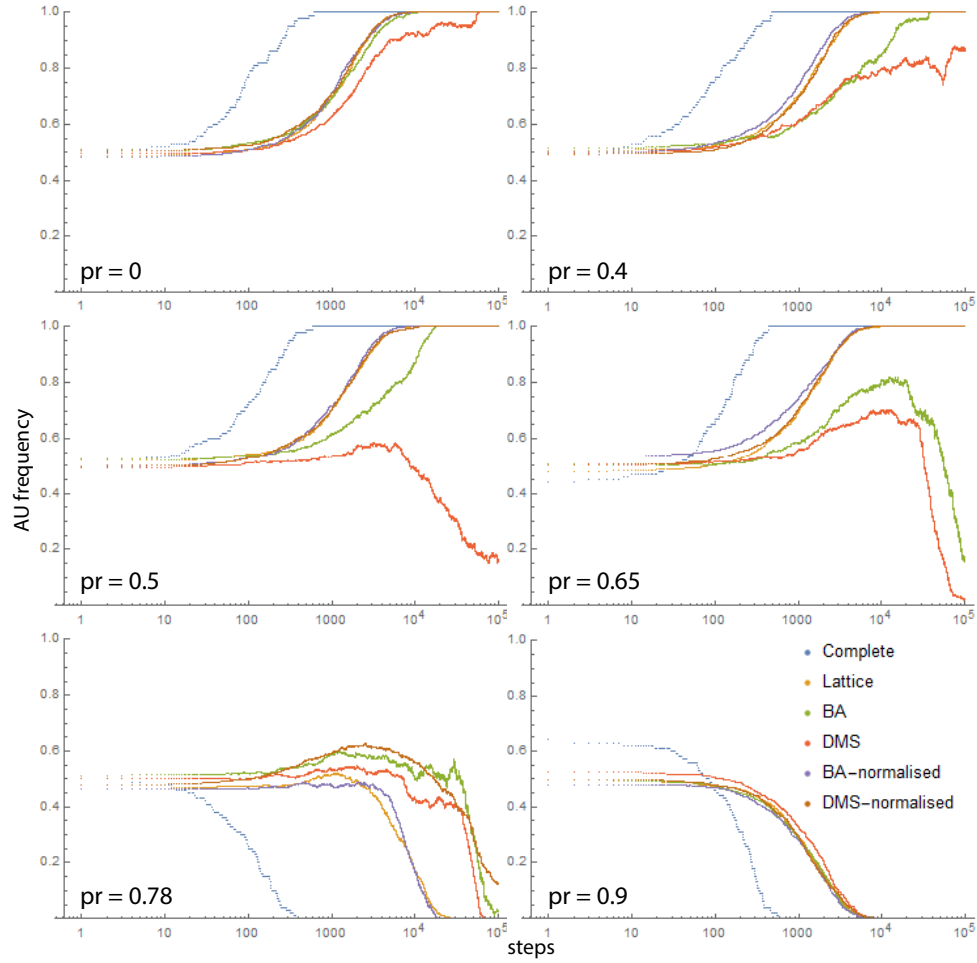 1.0
0.8
0.6
0.4
0.2
pr = 0
1 10 100 1000 10⁴ 10⁵
1.0
0.8
0.6
0.4
0.2
pr = 0.4
1 10 100 1000 10⁴ 10⁵
1.0
0.8
0.6
0.4
0.2
pr = 0.5
1 10 100 1000 10⁴ 10⁵
1.0
0.8
0.6
0.4
0.2
pr = 0.65
1 10 100 1000 10⁴ 10⁵
AU frequency
1.0
0.8
0.6
0.4
0.2
pr = 0.78
1 10 100 1000 10⁴ 10⁵
1.0
0.8
0.6
0.4
0.2
pr = 0.9
1 10 100 1000 10⁴ 10⁵
Complete
Lattice
BA
DMS
BA-normalised
DMS-normalised
steps